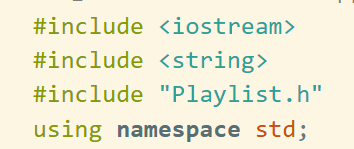 #include <iostream>
#include <string>
#include "Playlist.h"
using namespace std;